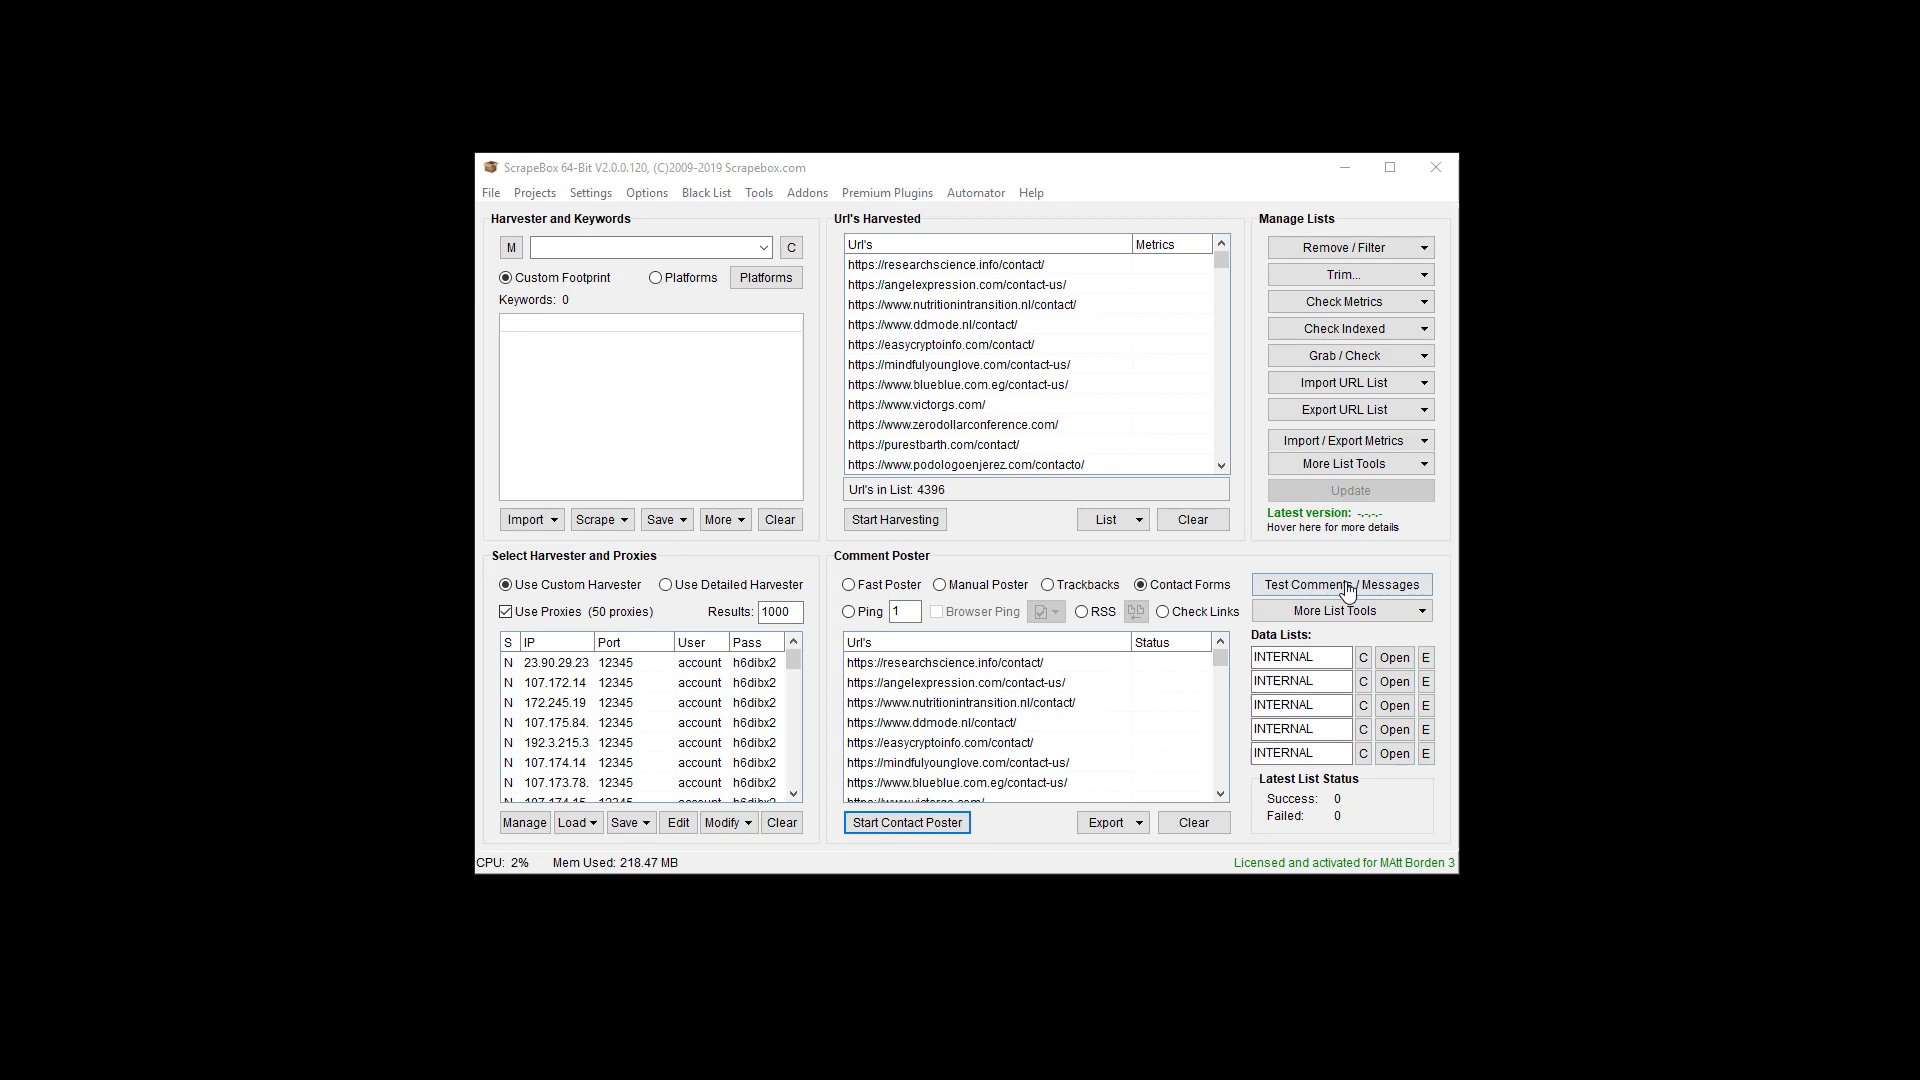 ScrapeBox 64-Bit V2.0.0.120, (C)2009-2019 Scrapebox.com
File Projects Settings Options Black List Tools Addons Premium Plugins Automator Help
Harvester and Keywords
M
C
Custom Footprint Platforms Platforms
Keywords: 0
Import Scrape Save More Clear
Url's Harvested
Url's Metrics
https://researchscience.info/contact/
https://angelexpression.com/contact-us/
https://www.nutritionintransition.nl/contact/
https://www.ddmode.nl/contact/
https://easycryptoinfo.com/contact/
https://mindfulyounglove.com/contact-us/
https://www.blueblue.com.eg/contact-us/
https://www.victorgs.com/
https://www.zerodollarconference.com/
https://purestbarth.com/contact/
https://www.podologoenjerez.com/contacto/
Url's in List: 4396
Start Harvesting List Clear
Manage Lists
Remove / Filter
Trim...
Check Metrics
Check Indexed
Grab / Check
Import URL List
Export URL List
Import / Export Metrics
More List Tools
Update
Latest version: -.-.-.-
Hover here for more details
Select Harvester and Proxies
Use Custom Harvester Use Detailed Harvester
Use Proxies (50 proxies) Results: 1000
S IP Port User Pass
N 23.90.29.23 12345 account h6dibx2
N 107.172.14 12345 account h6dibx2
N 172.245.19 12345 account h6dibx2
N 107.175.84. 12345 account h6dibx2
N 192.3.215.3 12345 account h6dibx2
N 107.174.14 12345 account h6dibx2
N 107.173.78. 12345 account h6dibx2
N 107.174.15 12345 account h6dibx2
Manage Load Save Edit Modify Clear
Comment Poster
Fast Poster Manual Poster Trackbacks Contact Forms
Ping 1 Browser Ping RSS Check Links
Url's Status
https://researchscience.info/contact/
https://angelexpression.com/contact-us/
https://www.nutritionintransition.nl/contact/
https://www.ddmode.nl/contact/
https://easycryptoinfo.com/contact/
https://mindfulyounglove.com/contact-us/
https://www.blueblue.com.eg/contact-us/
https://www.victorgs.com/
Start Contact Poster Export Clear
Test Comments / Messages
More List Tools
Data Lists:
INTERNAL C Open E
INTERNAL C Open E
INTERNAL C Open E
INTERNAL C Open E
INTERNAL C Open E
Latest List Status
Success: 0
Failed: 0
CPU: 2% Mem Used: 218.47 MB
Licensed and activated for MAtt Borden 3